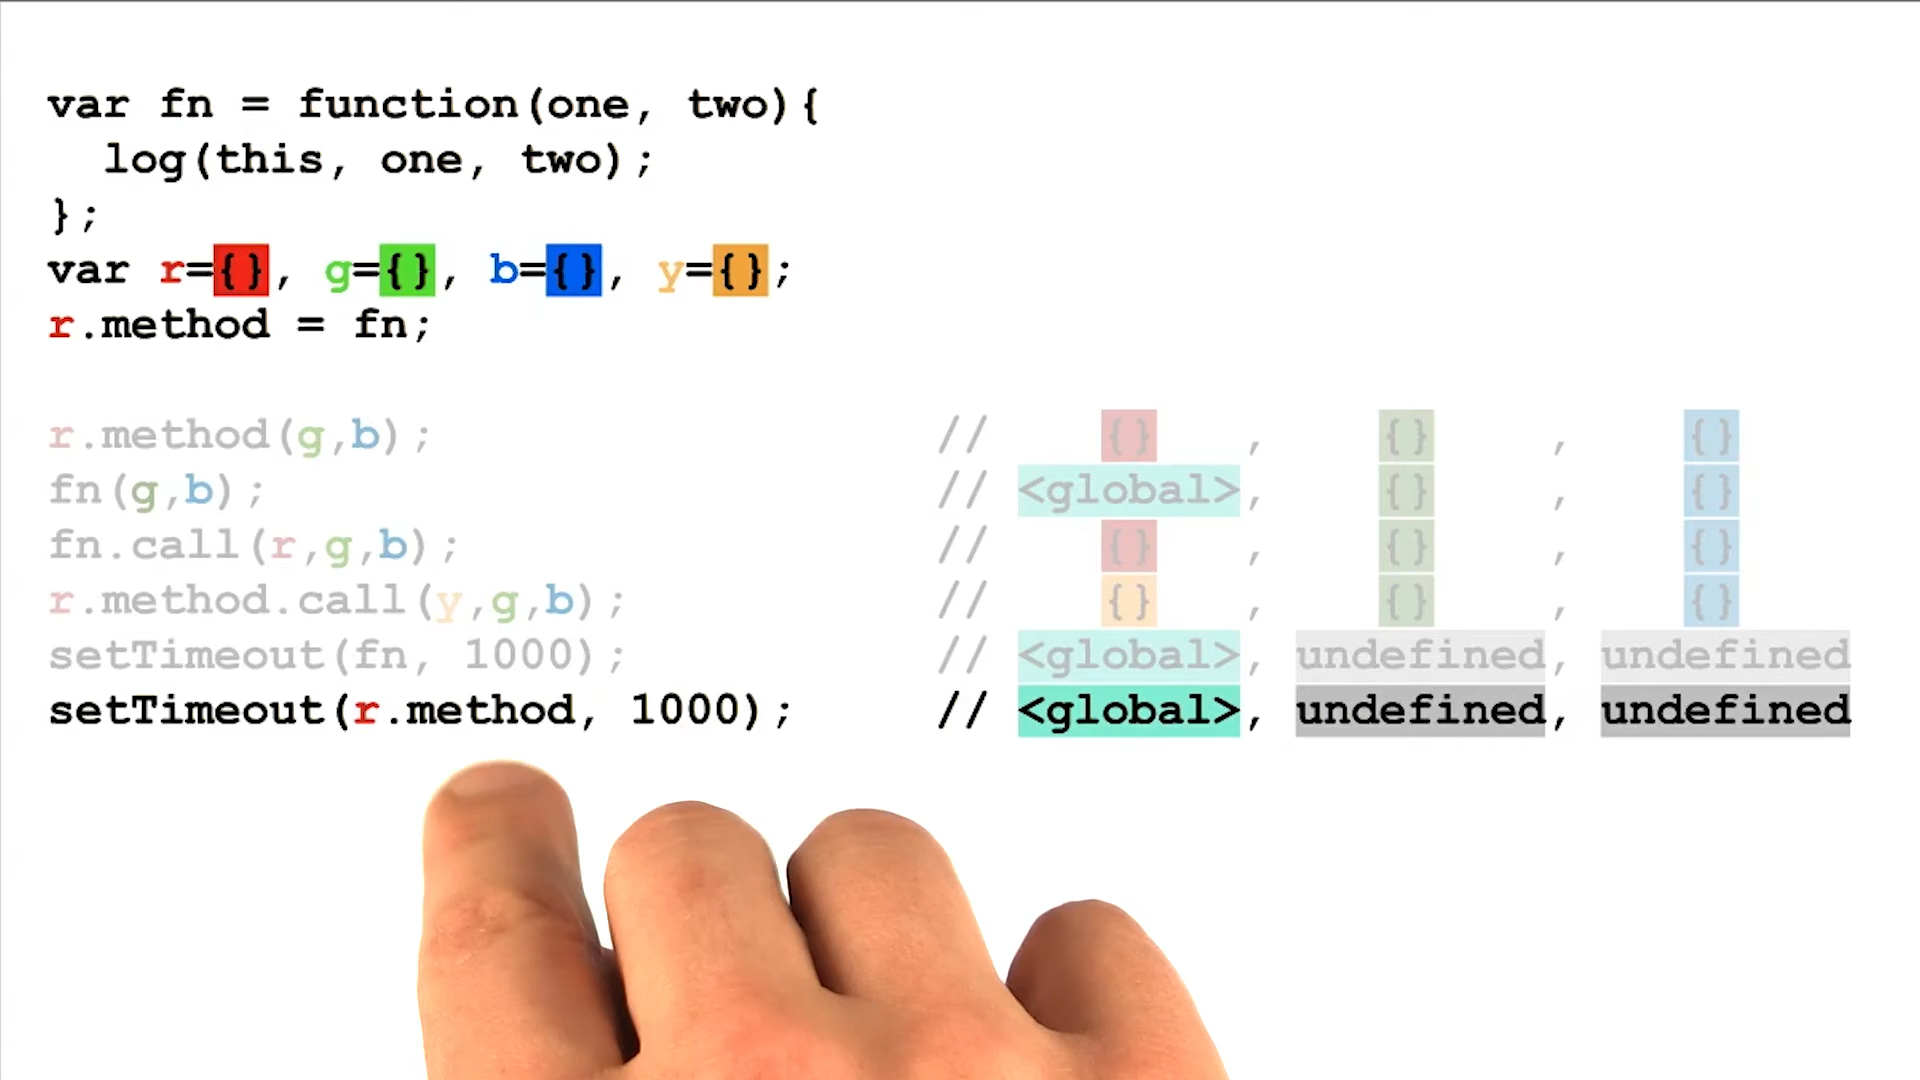 var fn = function(one, two){
log(this, one, two);
};
var r={}, g={}, b={}, y={};
r.method = fn;
r.method(g,b); // {} , {} , {}
fn(g,b); // <global>, {} , {}
fn.call(r,g,b); // {} , {} , {}
r.method.call(y,g,b); // {} , {} , {}
setTimeout(fn, 1000); // <global>, undefined, undefined
setTimeout(r.method, 1000); // <global>, undefined, undefined